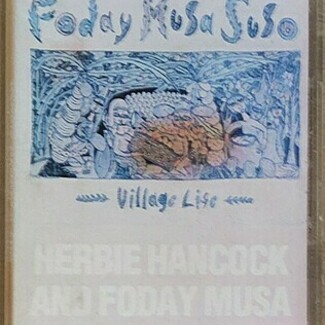 Foday Musa Suso
Village Life
HERBIE HANCOCK
AND FODAY MUSA